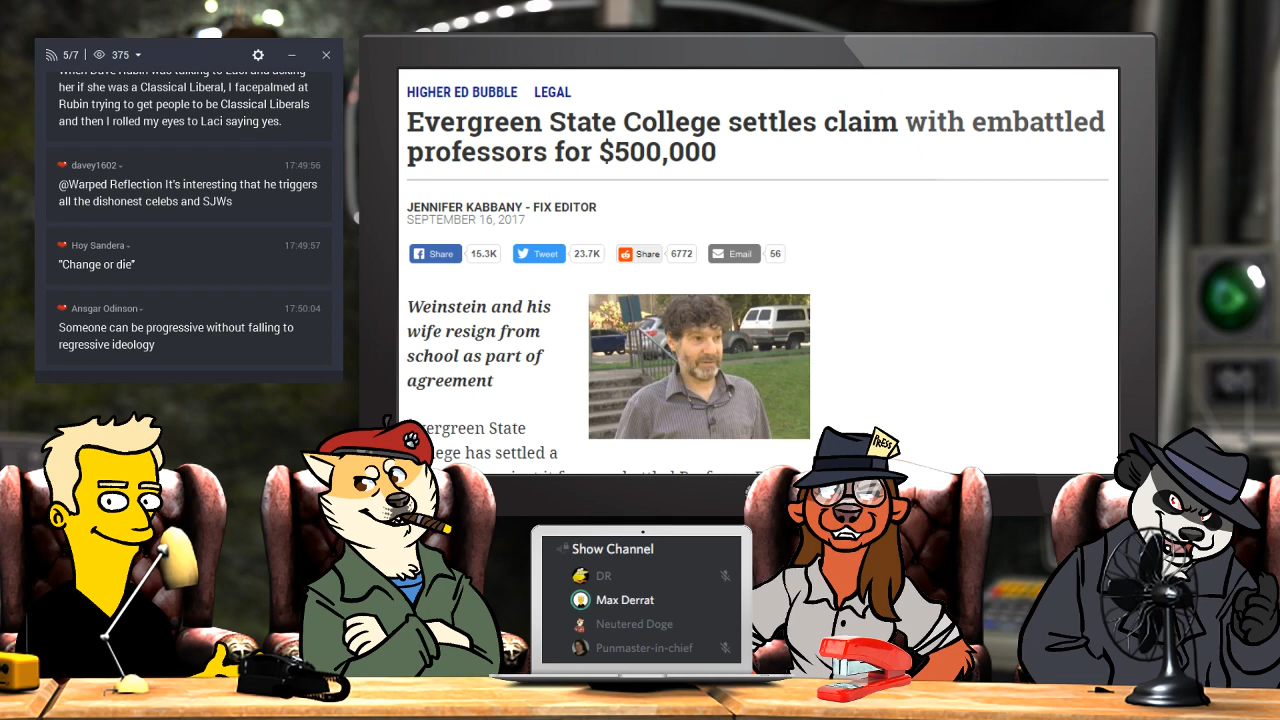 5/7 | 375
when Dave Rubin was talking to Laci and asking
her if she was a Classical Liberal, I facepalmed at
Rubin trying to get people to be Classical Liberals
and then I rolled my eyes to Laci saying yes.
davey1602 17:49:56
@Warped Reflection It's interesting that he triggers
all the dishonest celebs and SJWs
Hoy Sandera 17:49:57
"Change or die"
Ansgar Odinson 17:50:04
Someone can be progressive without falling to
regressive ideology
HIGHER ED BUBBLE LEGAL
Evergreen State College settles claim with embattled
professors for $500,000
JENNIFER KABBANY - FIX EDITOR
SEPTEMBER 16, 2017
Share 15.3K Tweet 23.7K Share 6772 Email 56
Weinstein and his
wife resign from
school as part of
agreement
vergreen State
lege has settled a
PRESS
Show Channel
DR
Max Derrat
Neutered Doge
Punmaster-in-chief